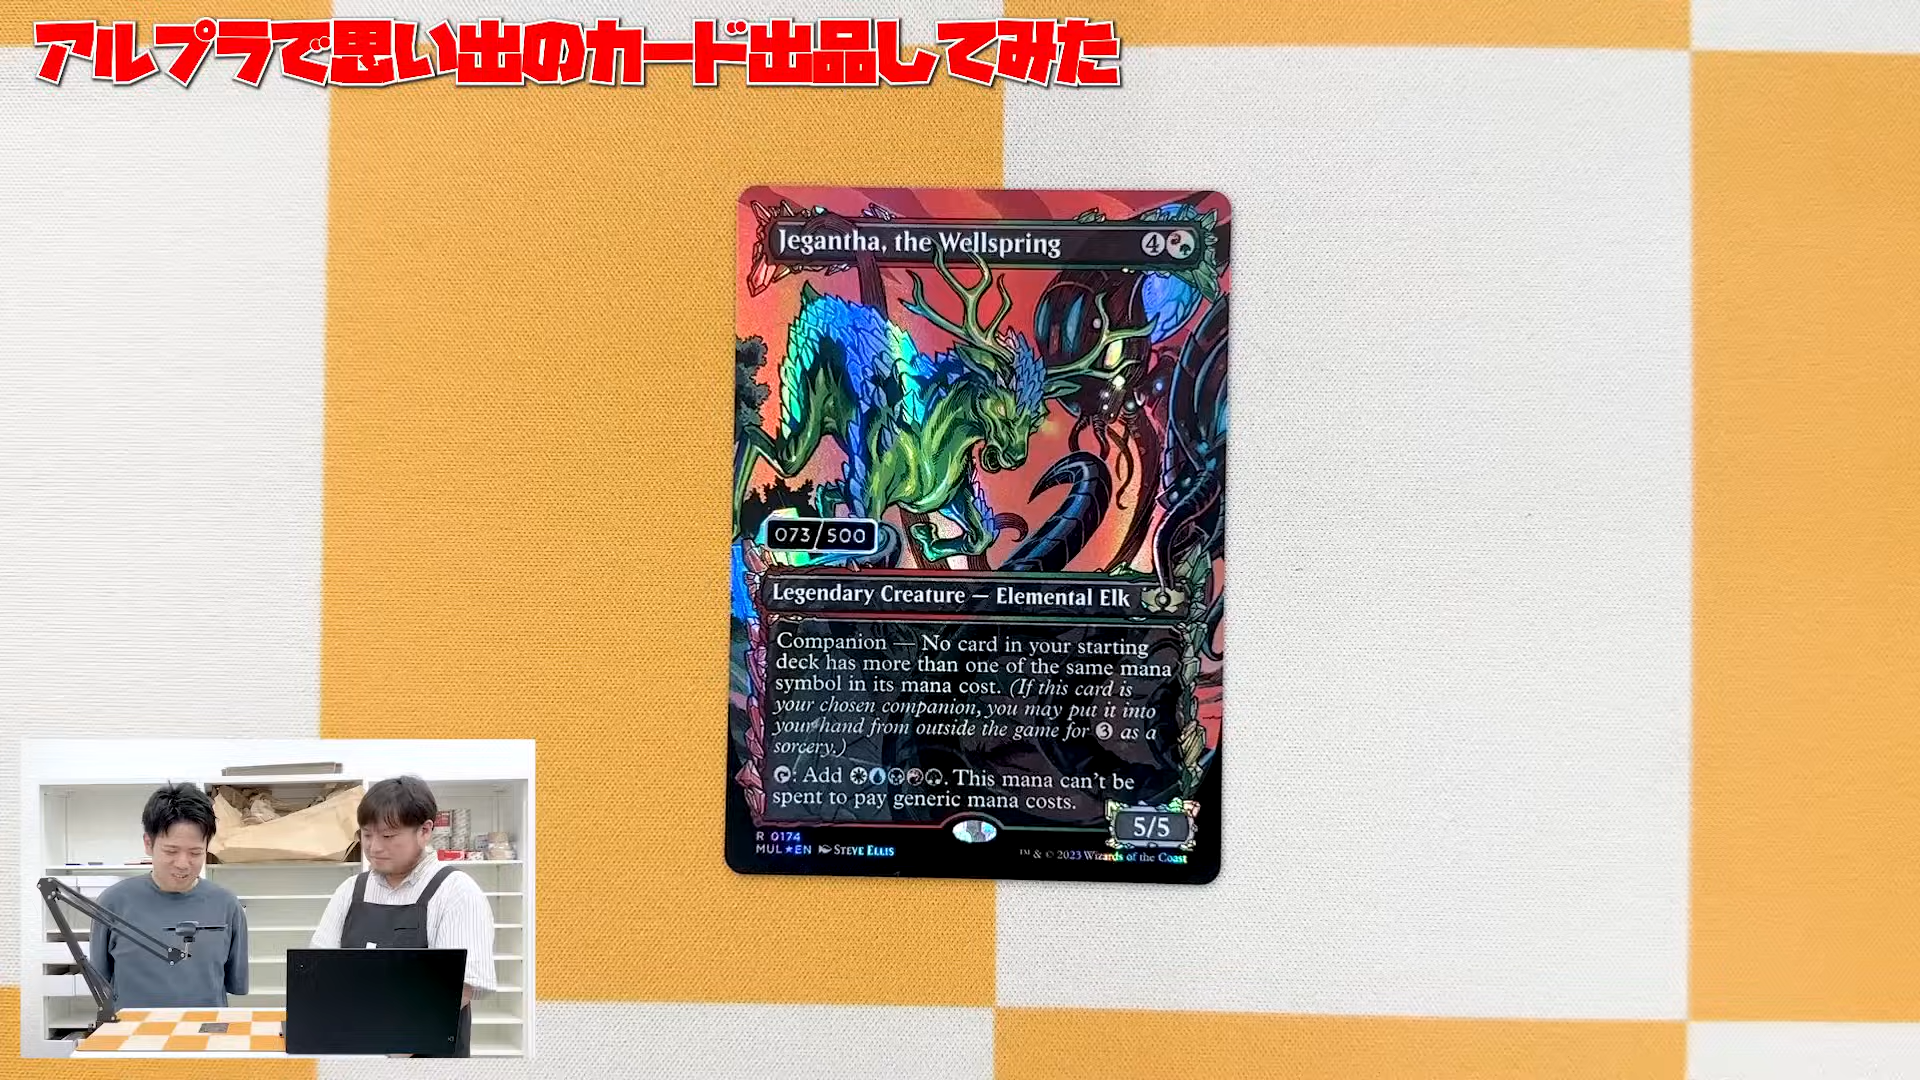 アルプラで思い出のカード出品してみた
Jegantha, the Wellspring
4
073/500
Legendary Creature — Elemental Elk
Companion — No card in your starting
deck has more than one of the same mana
symbol in its mana cost. (If this card is
your chosen companion, you may put it into
your hand from outside the game for 3 as a
sorcery.)
: Add . This mana can't be
spent to pay generic mana costs.
5/5
R 0174
MUL★EN STEVE ELLIS
™ & © 2023 Wizards of the Coast